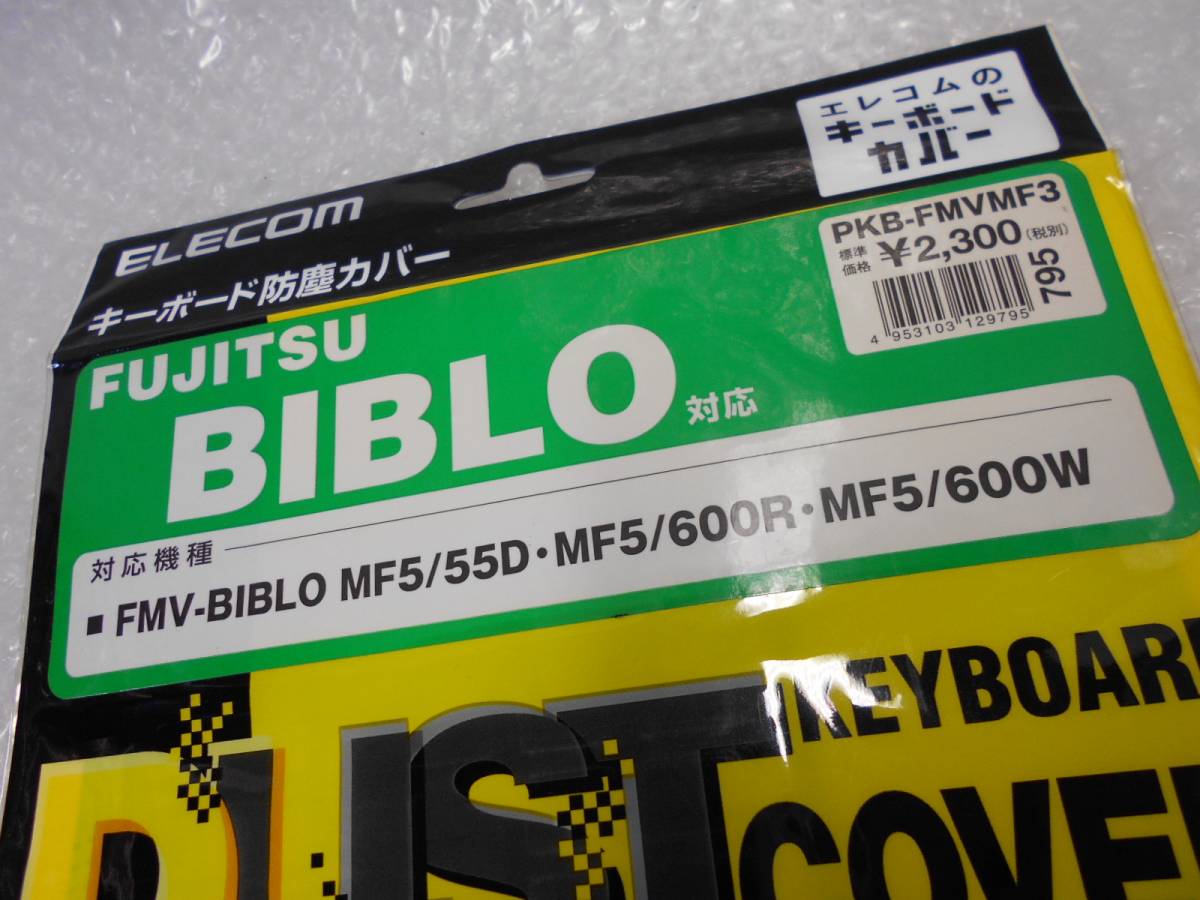 エレコムの
キーボード
カバー
ELECOM
キーボード防塵カバー
PKB-FMVMF3
標準価格 ¥2,300 (税別)
795
4 953103 129795
FUJITSU
BIBLO 対応
対応機種
■ FMV-BIBLO MF5/55D・MF5/600R・MF5/600W
DUST
KEYBOAR
COVE